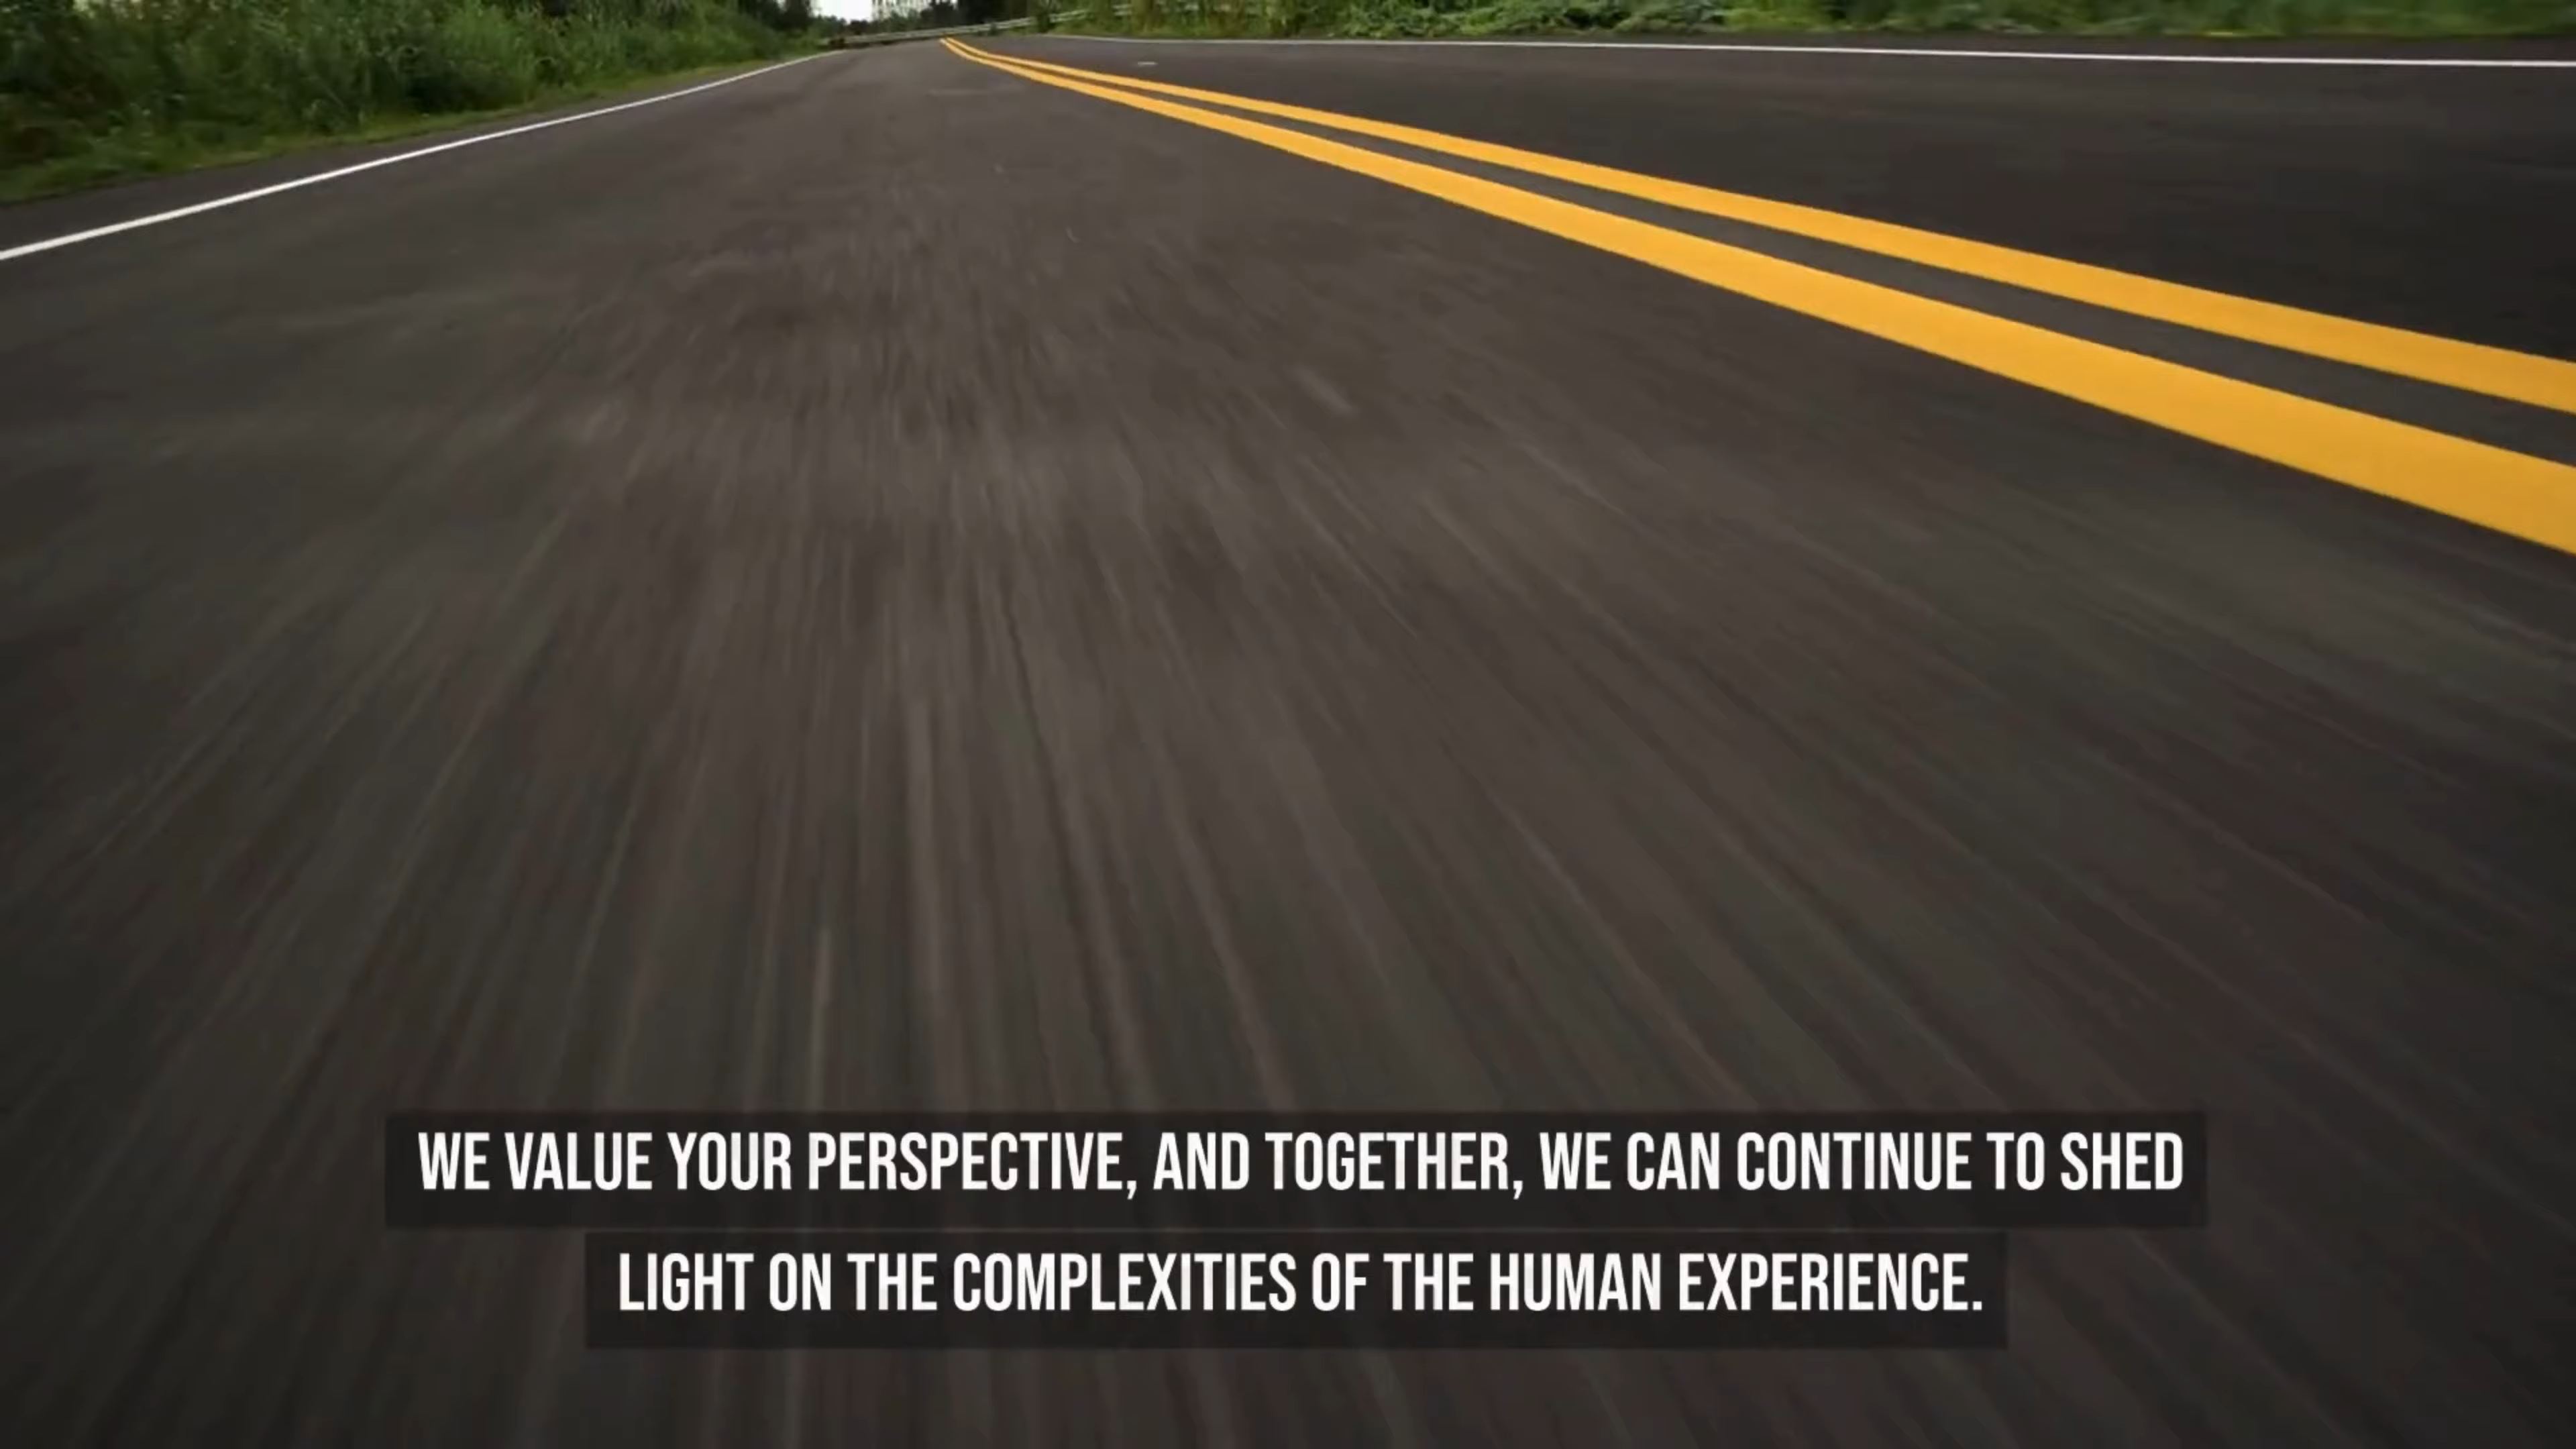 WE VALUE YOUR PERSPECTIVE, AND TOGETHER, WE CAN CONTINUE TO SHED
LIGHT ON THE COMPLEXITIES OF THE HUMAN EXPERIENCE.